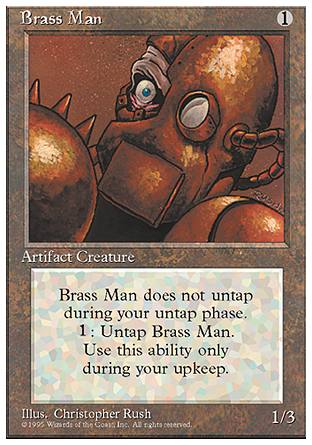 Brass Man 1
Artifact Creature
Brass Man does not untap
during your untap phase.
1: Untap Brass Man.
Use this ability only
during your upkeep.
Illus. Christopher Rush
©1995 Wizards of the Coast, Inc. All rights reserved.
1/3